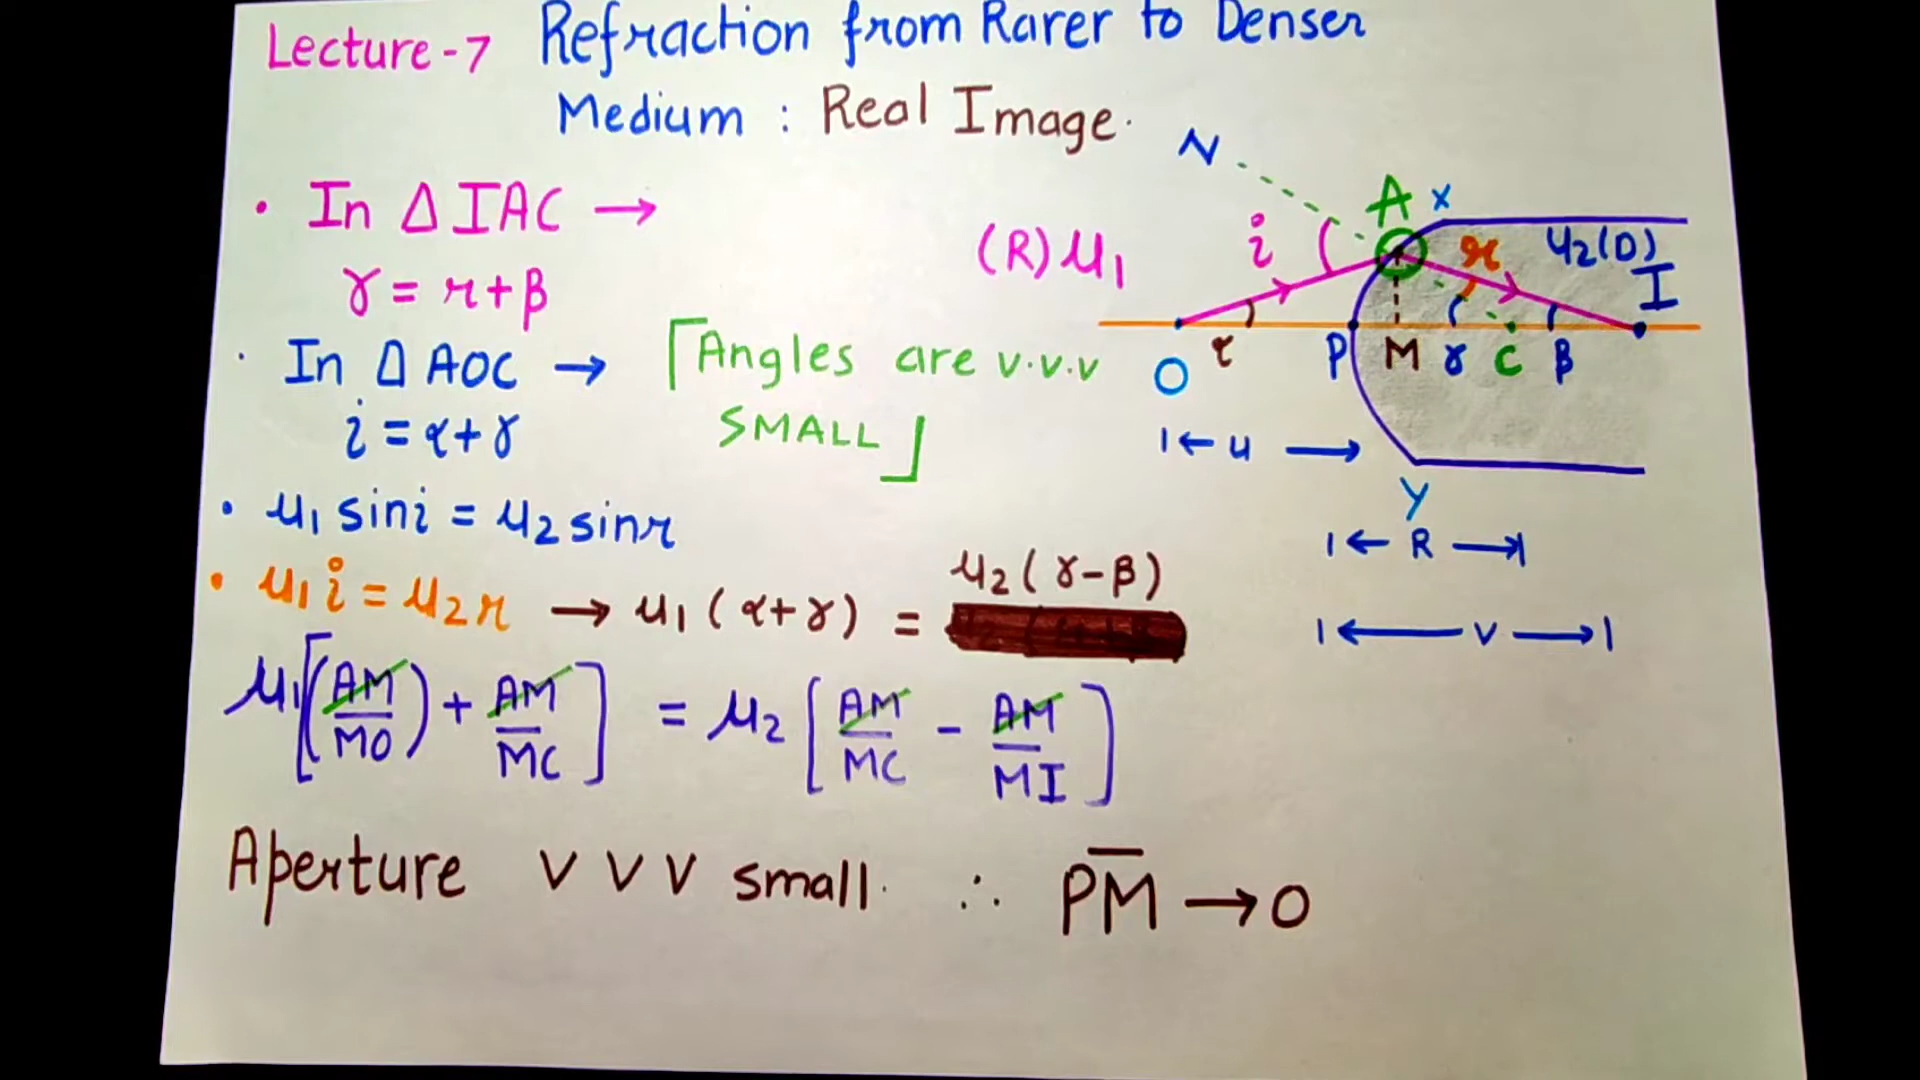 Lecture-7 Refraction from Rarer to Denser
Medium : Real Image.
• In Δ IAC →
γ = r+β
• In Δ AOC → [Angles are v.v.v
SMALL]
i = α+γ
• μ1 sini = μ2 sinr
• μ1 i = μ2 r → μ1 (α+γ) = μ2 (γ-β)
μ1[(AM/MO) + AM/MC] = μ2 [AM/MC - AM/MI]
Aperture v v v small. ∴ PM → 0
N
A x
i
(R) μ1
r
μ2(D)
I
O
α
P M γ C β
|← u →
Y
|← R →|
|← v →|